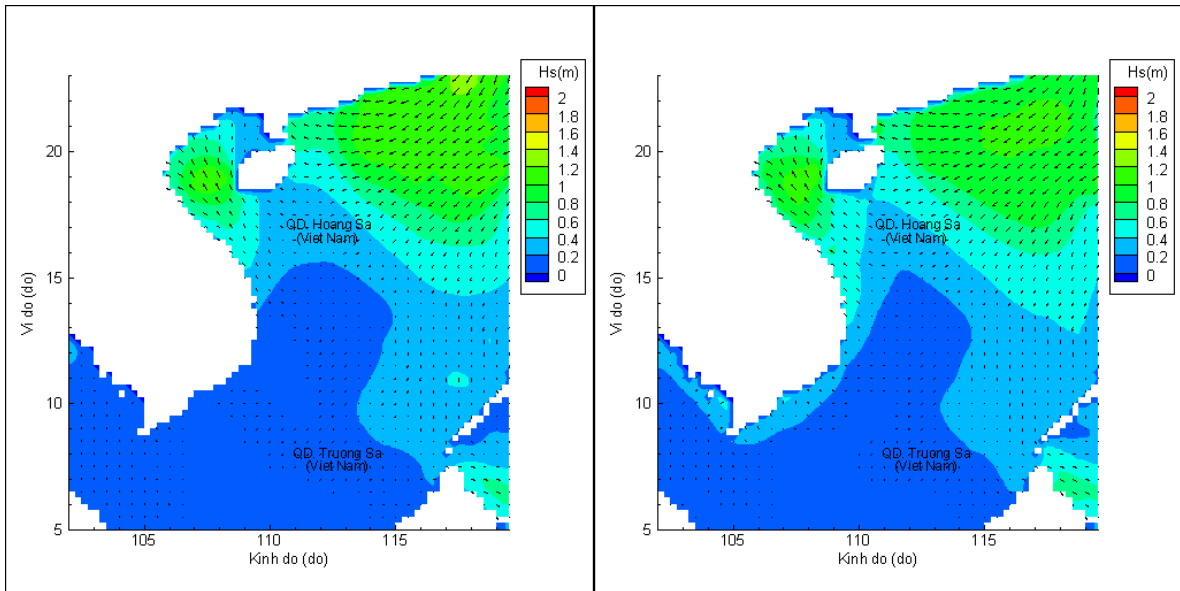 Hs(m)
2
1.8
1.6
1.4
1.2
1
0.8
0.6
0.4
0.2
0
20
15
10
5
Vi do (do)
105
110
115
Kinh do (do)
QD. Hoang Sa
(Viet Nam)
QD. Truong Sa
(Viet Nam)
Hs(m)
2
1.8
1.6
1.4
1.2
1
0.8
0.6
0.4
0.2
0
20
15
10
5
Vi do (do)
105
110
115
Kinh do (do)
QD. Hoang Sa
(Viet Nam)
QD. Truong Sa
(Viet Nam)